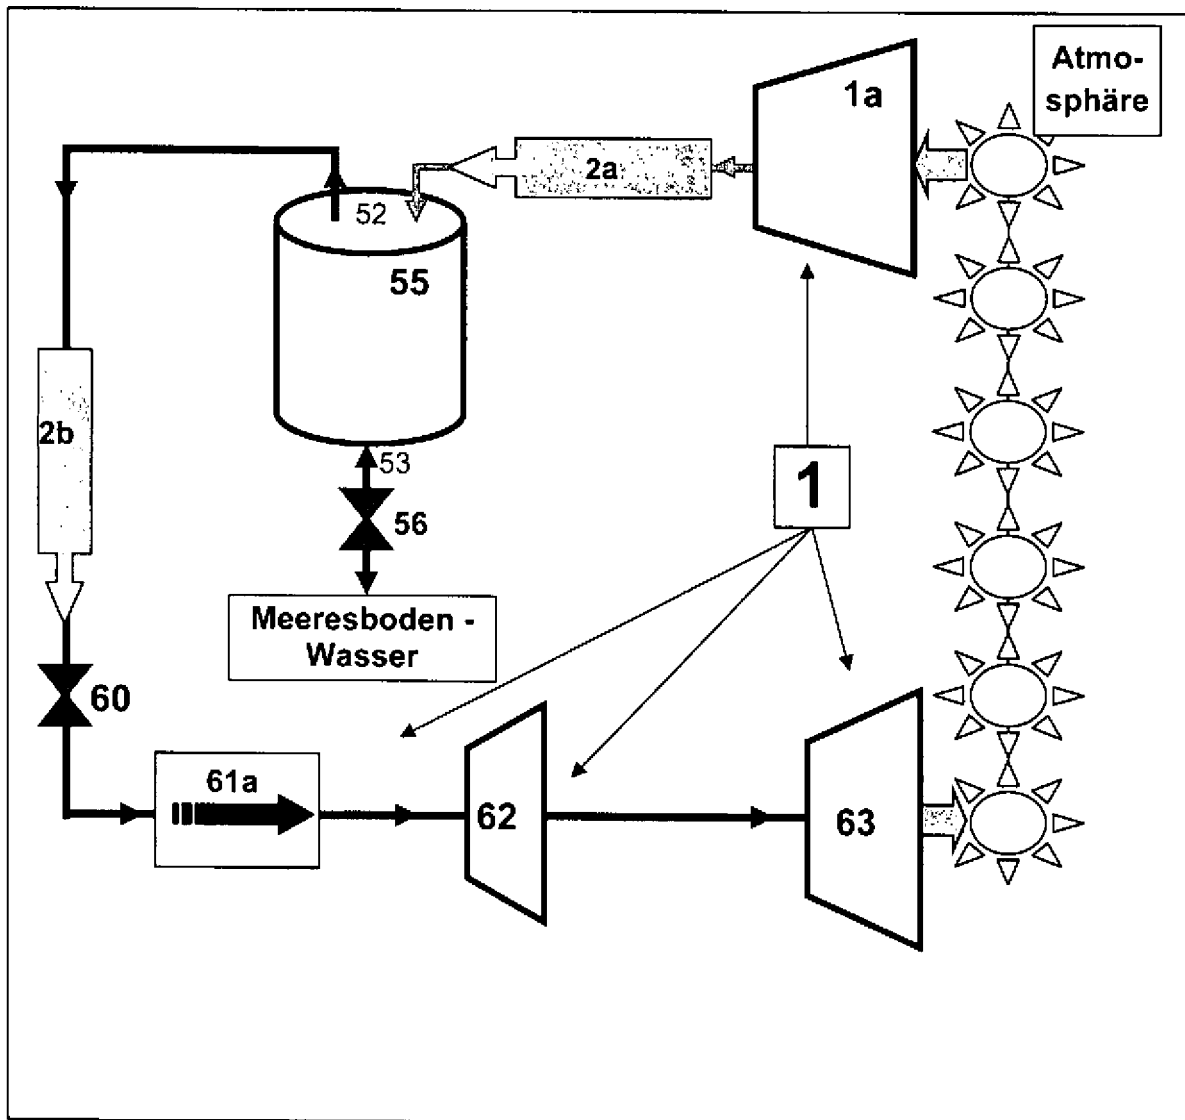 Atmo-
sphäre
1a
2a
52
55
2b
53
1
56
Meeresboden -
Wasser
60
61a
62
63